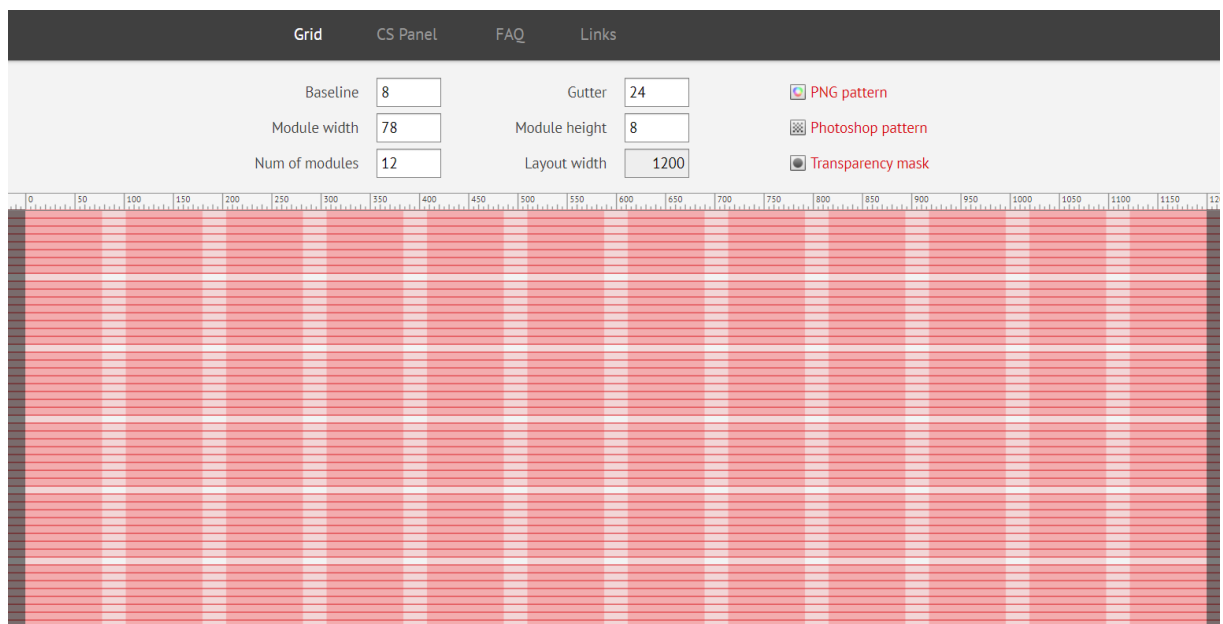 Grid CS Panel FAQ Links
Baseline 8 Gutter 24 PNG pattern
Module width 78 Module height 8 Photoshop pattern
Num of modules 12 Layout width 1200 Transparency mask
0 50 100 150 200 250 300 350 400 450 500 550 600 650 700 750 800 850 900 950 1000 1050 1100 1150